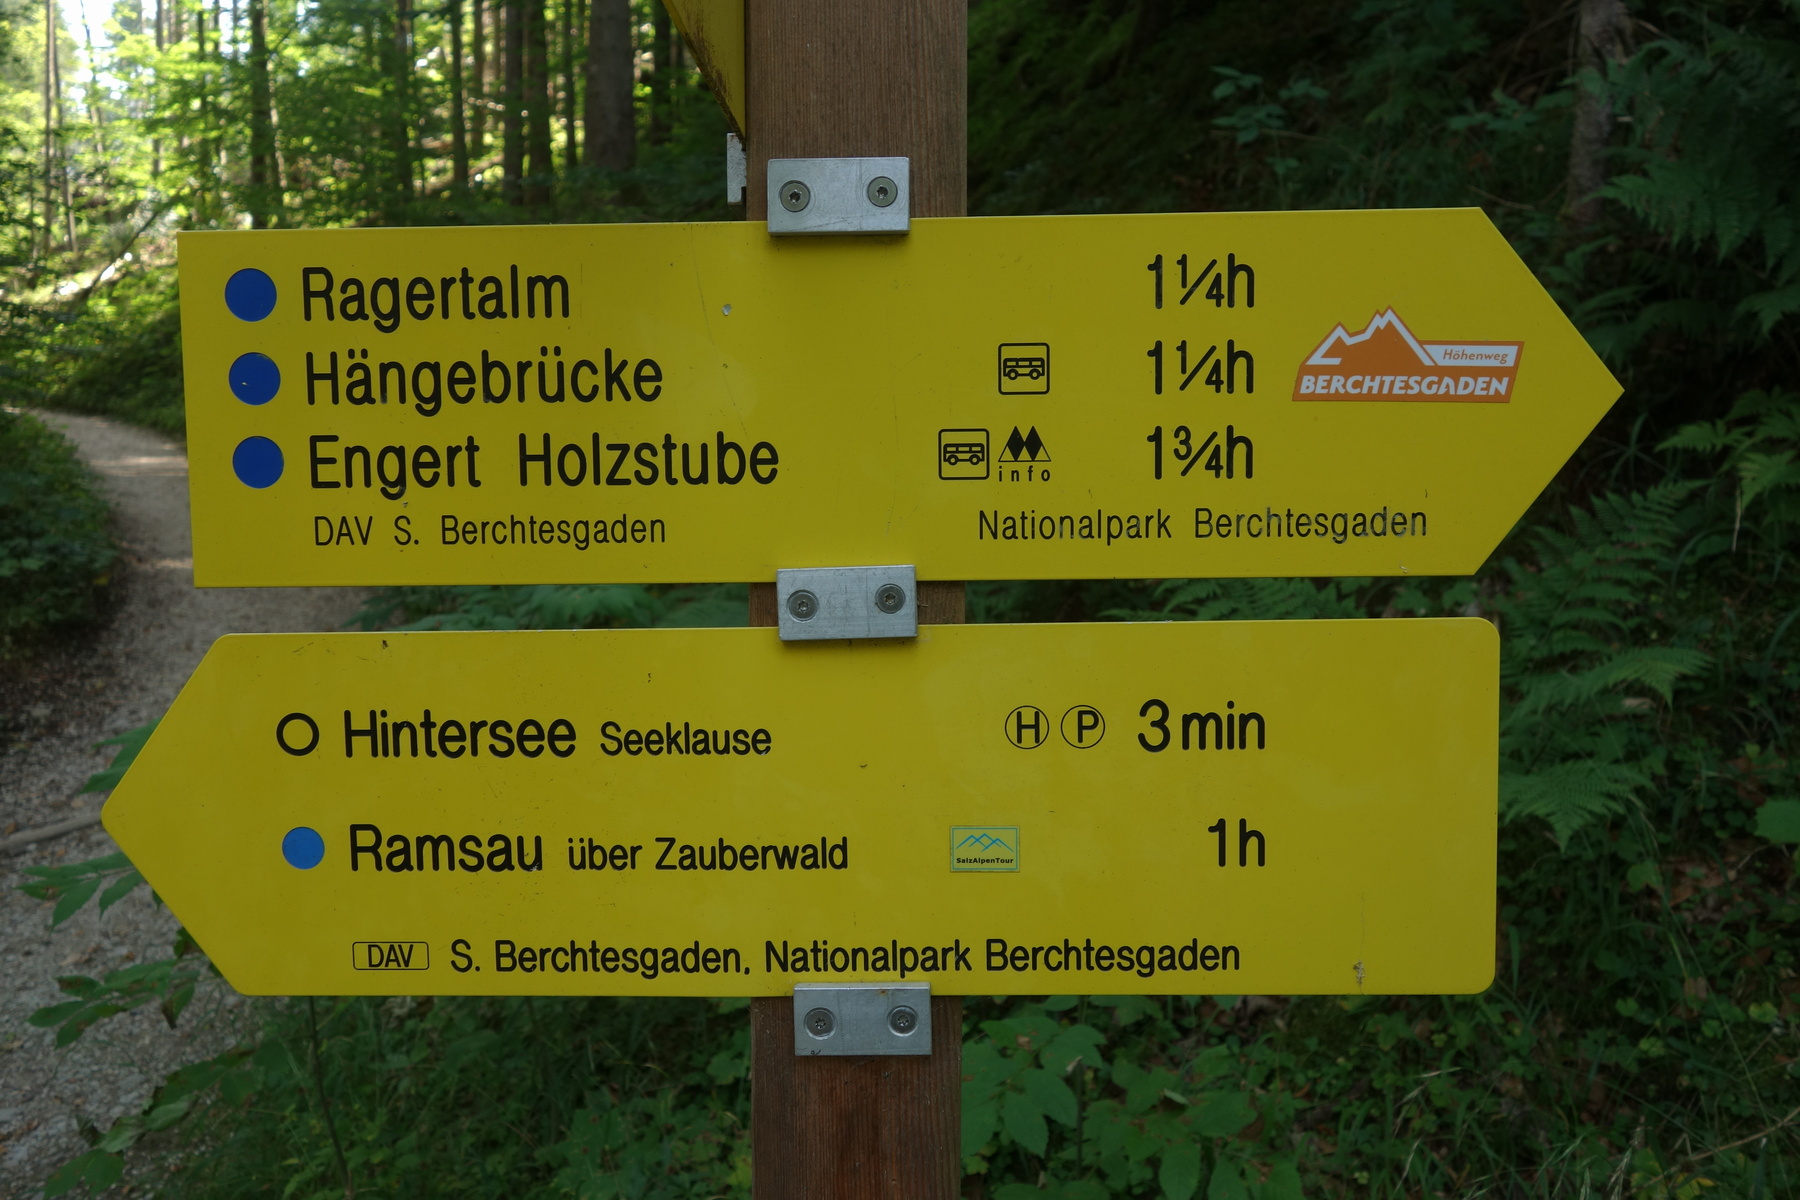 Ragertalm 1¼h
Hängebrücke 1¼h
Höhenweg
BERCHTESGADEN
Engert Holzstube info 1¾h
DAV S. Berchtesgaden Nationalpark Berchtesgaden
Hintersee Seeklause H P 3 min
Ramsau über Zauberwald SalzAlpenTour 1h
DAV S. Berchtesgaden, Nationalpark Berchtesgaden